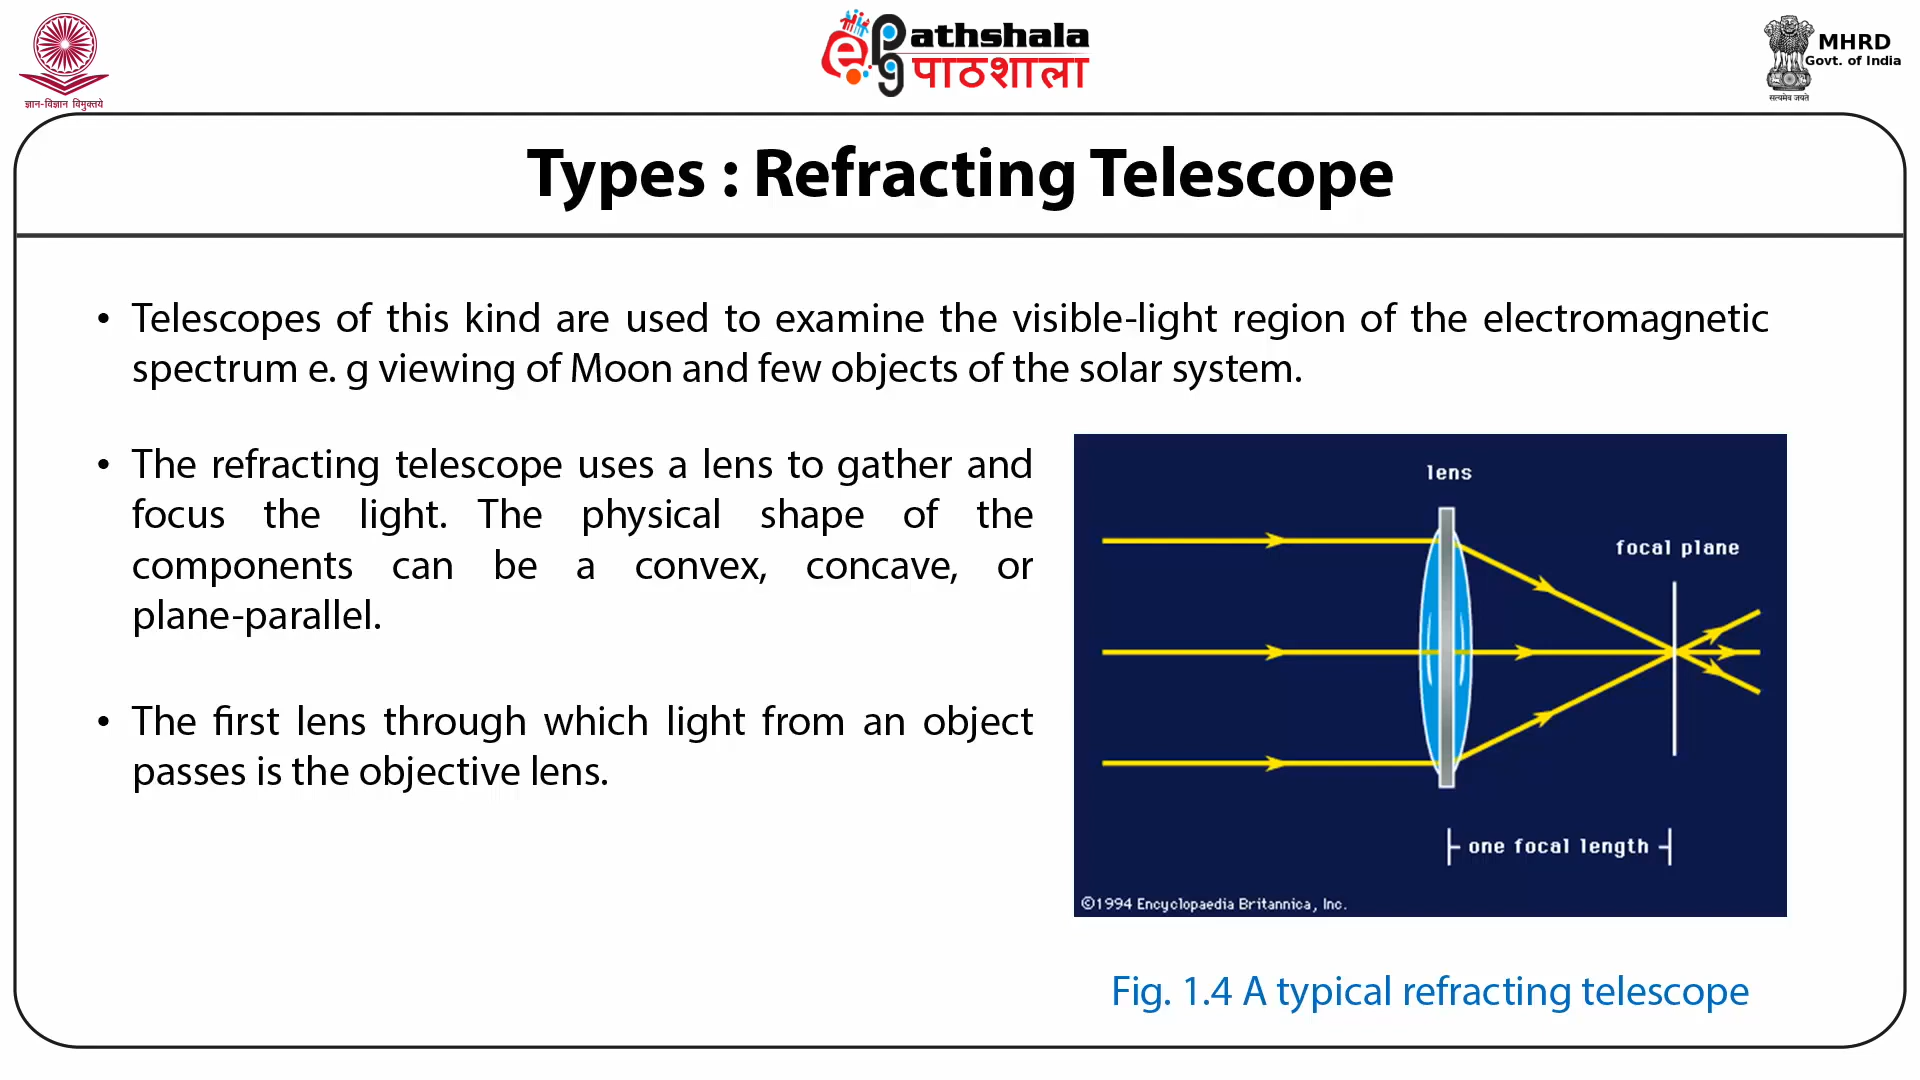 ज्ञान-विज्ञान विमुक्तये
ePGathshala
पाठशाला
MHRD
Govt. of India
सत्यमेव जयते
Types : Refracting Telescope
• Telescopes of this kind are used to examine the visible-light region of the electromagnetic
spectrum e. g viewing of Moon and few objects of the solar system.
• The refracting telescope uses a lens to gather and
focus the light. The physical shape of the
components can be a convex, concave, or
plane-parallel.
• The first lens through which light from an object
passes is the objective lens.
lens
focal plane
one focal length
©1994 Encyclopaedia Britannica, Inc.
Fig. 1.4 A typical refracting telescope